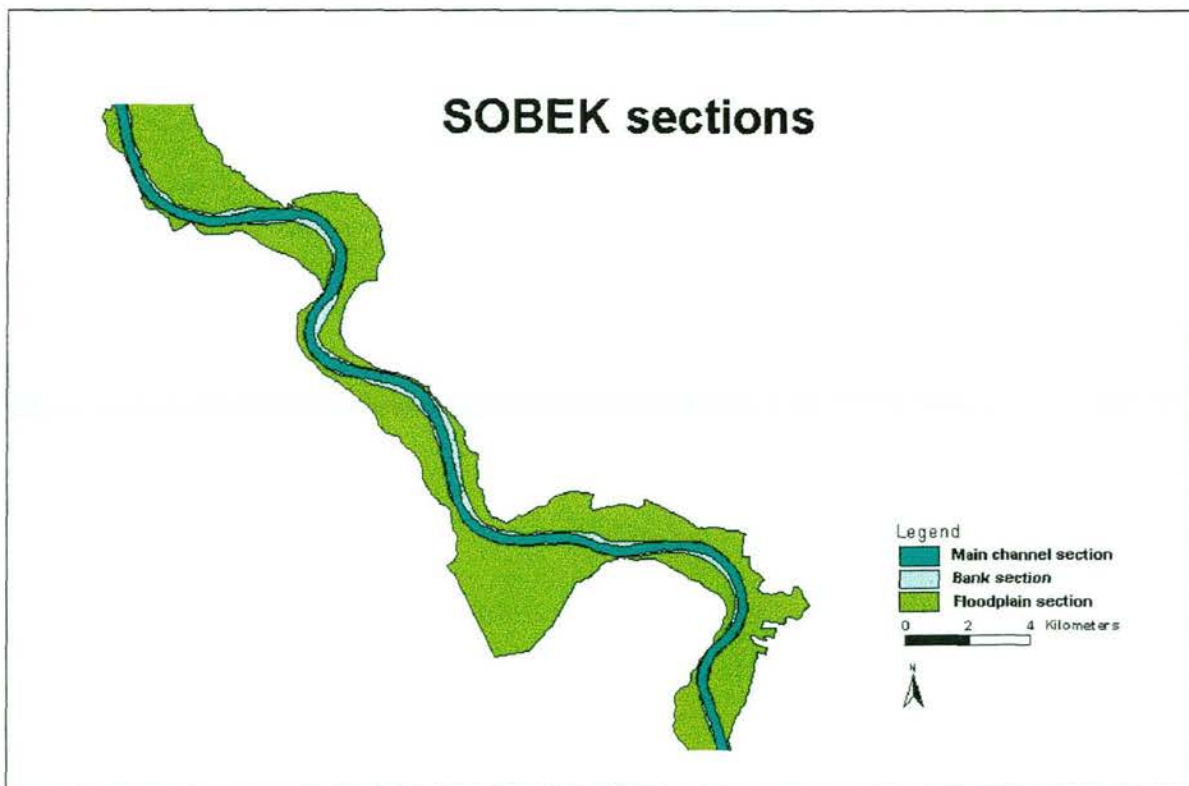 SOBEK sections
Legend
Main channel section
Bank section
Floodplain section
0 2 4 Kilometers
N